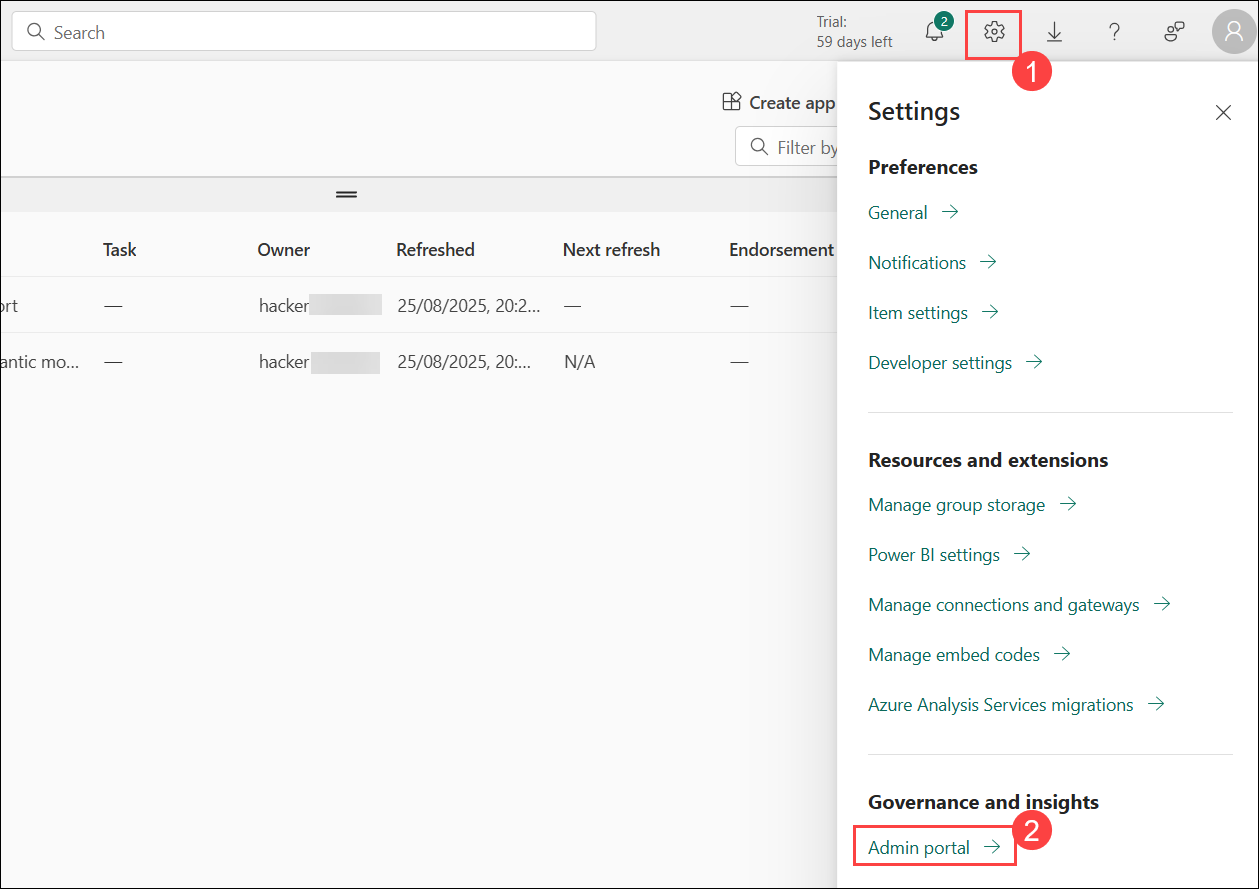 Search
Trial:
59 days left
2
1
Create app
Filter by
Task
Owner
Refreshed
Next refresh
Endorsement
ort
—
hacker
25/08/2025, 20:2...
—
—
antic mo...
—
hacker
25/08/2025, 20:...
N/A
—
Settings
Preferences
General
Notifications
Item settings
Developer settings
Resources and extensions
Manage group storage
Power BI settings
Manage connections and gateways
Manage embed codes
Azure Analysis Services migrations
Governance and insights
2
Admin portal